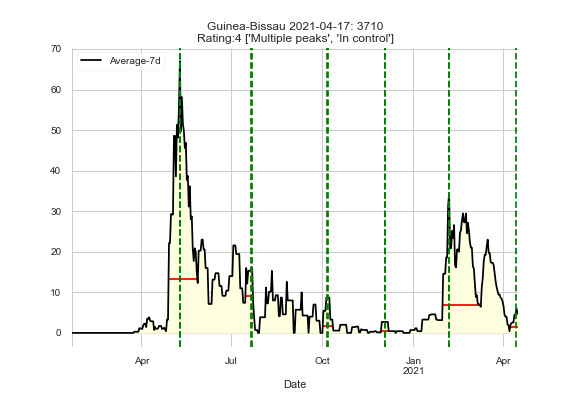 Guinea-Bissau 2021-04-17: 3710
Rating:4 ['Multiple peaks', 'In control']
70
Average-7d
60
50
40
30
20
10
0
Apr
Jul
Oct
Jan
2021
Apr
Date